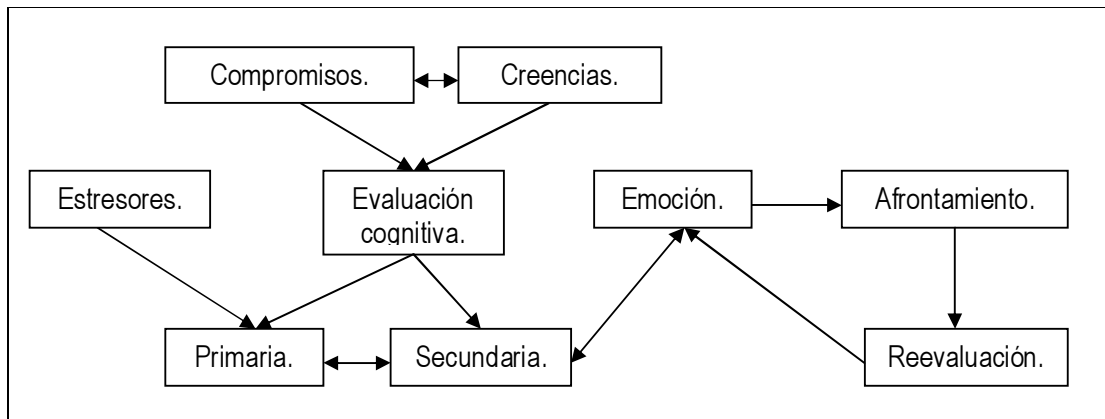 Compromisos.
Creencias.
Estresores.
Evaluación
cognitiva.
Emoción.
Afrontamiento.
Primaria.
Secundaria.
Reevaluación.